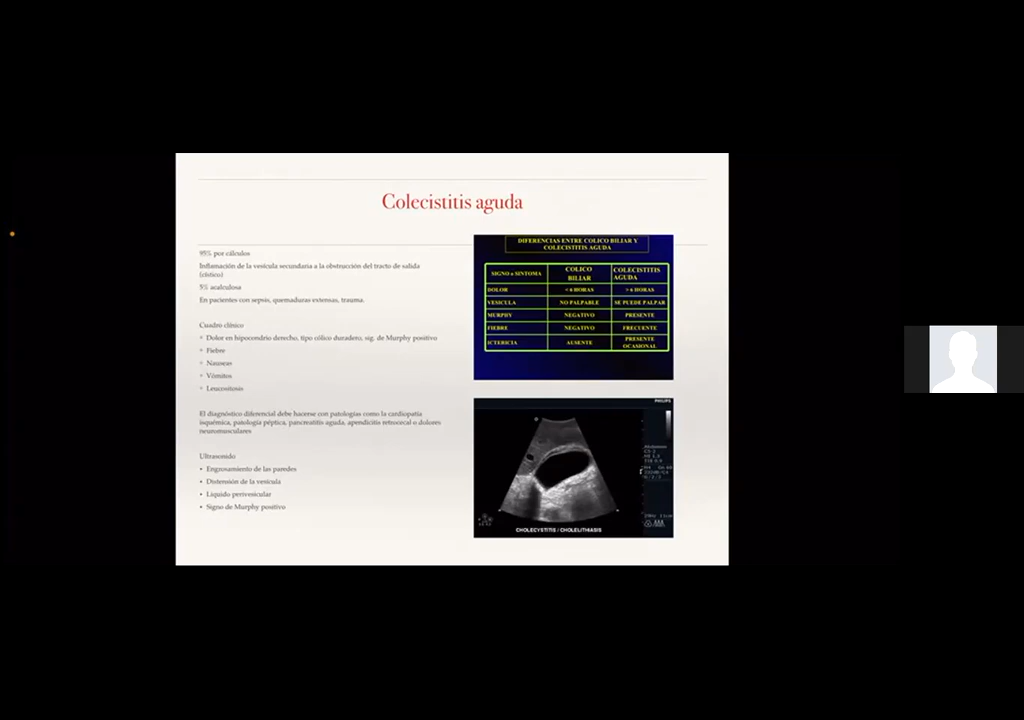 Colecistitis aguda
95% por cálculos
Inflamación de la vesícula secundaria a la obstrucción del tracto de salida
(cístico)
5% acalculosa
En pacientes con sepsis, quemaduras extensas, trauma.
Cuadro clínico
Dolor en hipocondrio derecho, tipo cólico duradero, sig. de Murphy positivo
Fiebre
Nauseas
Vómitos
Leucositosis
El diagnóstico diferencial debe hacerse con patologías como la cardiopatía
isquémica, patología péptica, pancreatitis aguda, apendicitis retrocecal o dolores
neuromusculares
Ultrasonido
Engrosamiento de las paredes
Distensión de la vesícula
Líquido perivesicular
Signo de Murphy positivo
DIFERENCIAS ENTRE COLICO BILIAR Y
COLECISTITIS AGUDA
SIGNO o SINTOMA COLICO BILIAR COLECISTITIS AGUDA
DOLOR < 6 HORAS > 6 HORAS
VESICULA NO PALPABLE SE PUEDE PALPAR
MURPHY NEGATIVO PRESENTE
FIEBRE NEGATIVO FRECUENTE
ICTERICIA AUSENTE PRESENTE OCASIONAL
PHILIPS
CHOLECYSTITIS / CHOLELITHIASIS